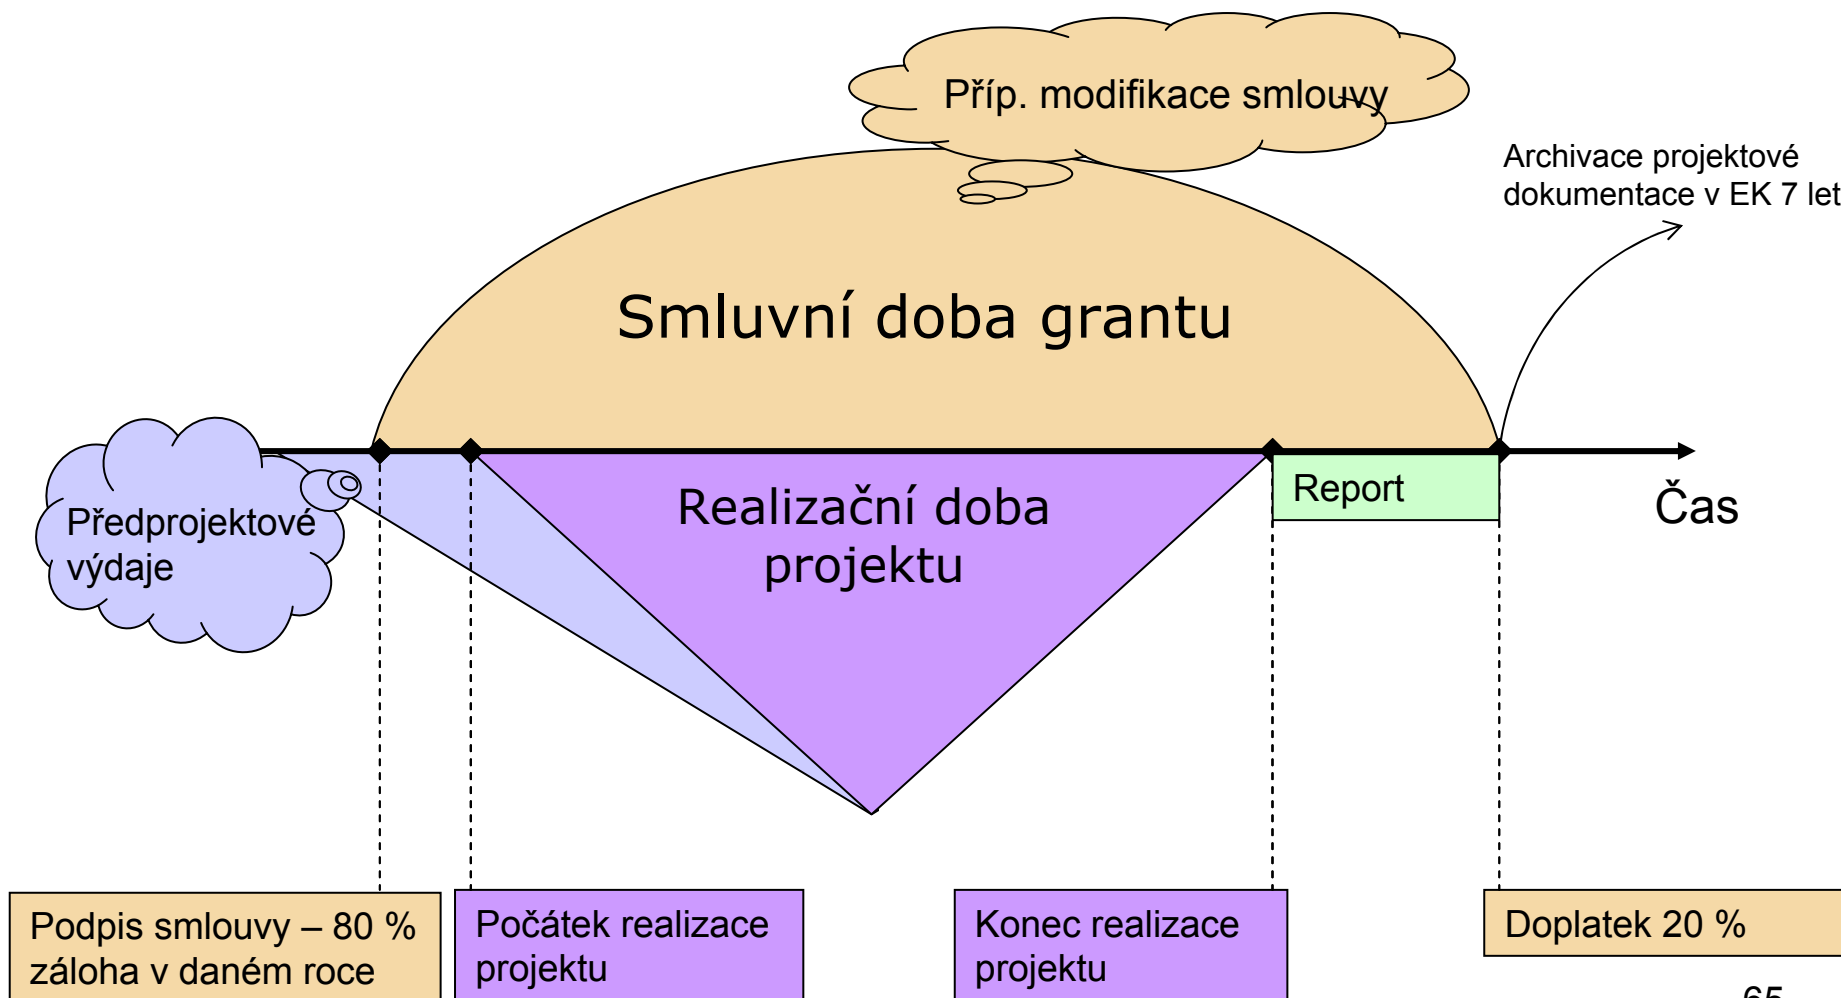 Příp. modifikace smlouvy
Archivace projektové
dokumentace v EK 7 let
Smluvní doba grantu
Předprojektové
výdaje
Realizační doba
projektu
Report
Čas
Podpis smlouvy – 80 %
záloha v daném roce
Počátek realizace
projektu
Konec realizace
projektu
Doplatek 20 %
65